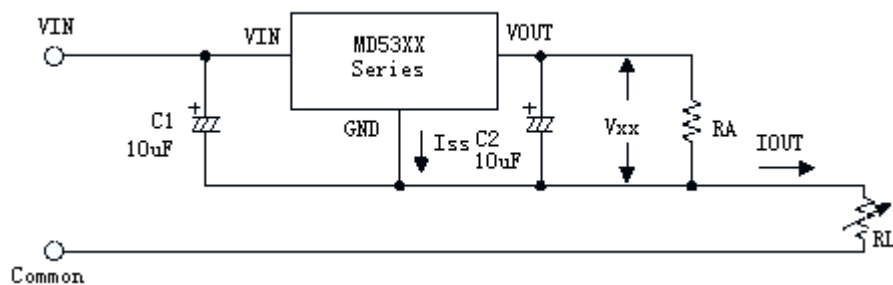 VIN
VIN
MD53XX
Series
VOUT
C1
10uF
GND
Iss
C2
10uF
Vxx
RA
IOUT
RL
Common